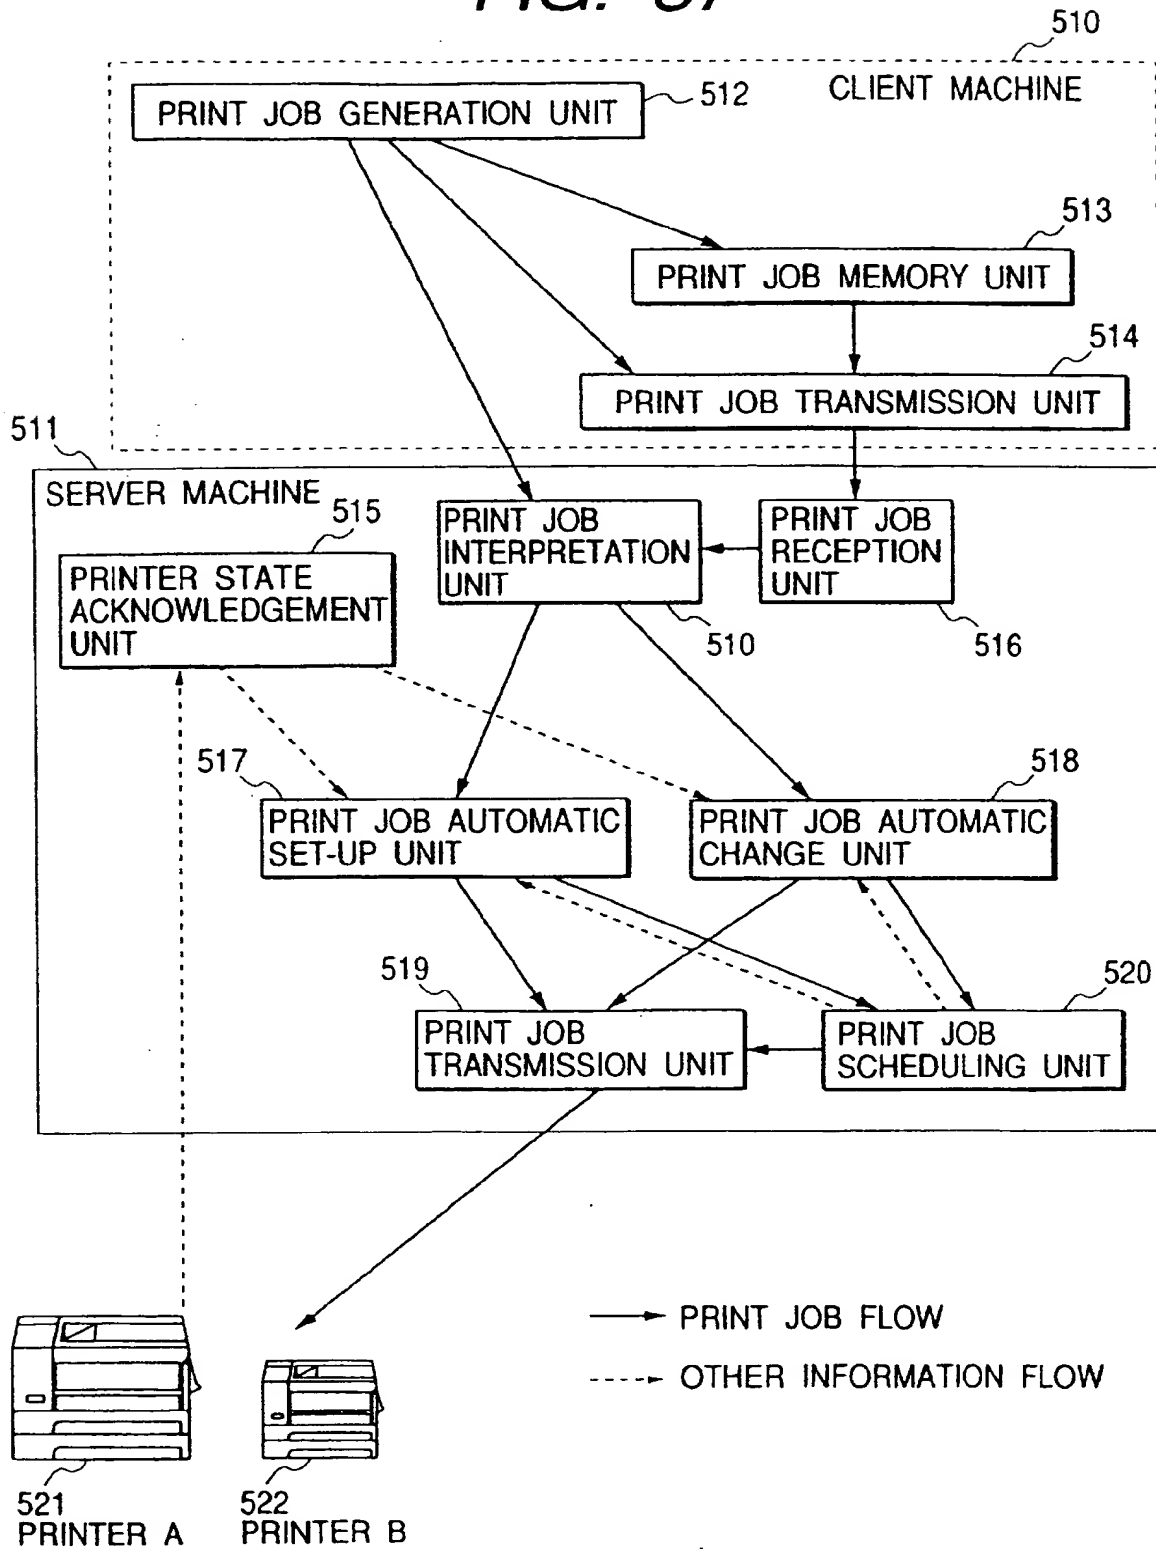 510
CLIENT MACHINE
PRINT JOB GENERATION UNIT
512
513
PRINT JOB MEMORY UNIT
514
PRINT JOB TRANSMISSION UNIT
511
SERVER MACHINE
515
PRINTER STATE
ACKNOWLEDGEMENT
UNIT
PRINT JOB
INTERPRETATION
UNIT
510
PRINT JOB
RECEPTION
UNIT
516
517
PRINT JOB AUTOMATIC
SET-UP UNIT
518
PRINT JOB AUTOMATIC
CHANGE UNIT
519
PRINT JOB
TRANSMISSION UNIT
520
PRINT JOB
SCHEDULING UNIT
PRINT JOB FLOW
OTHER INFORMATION FLOW
521
PRINTER A
522
PRINTER B